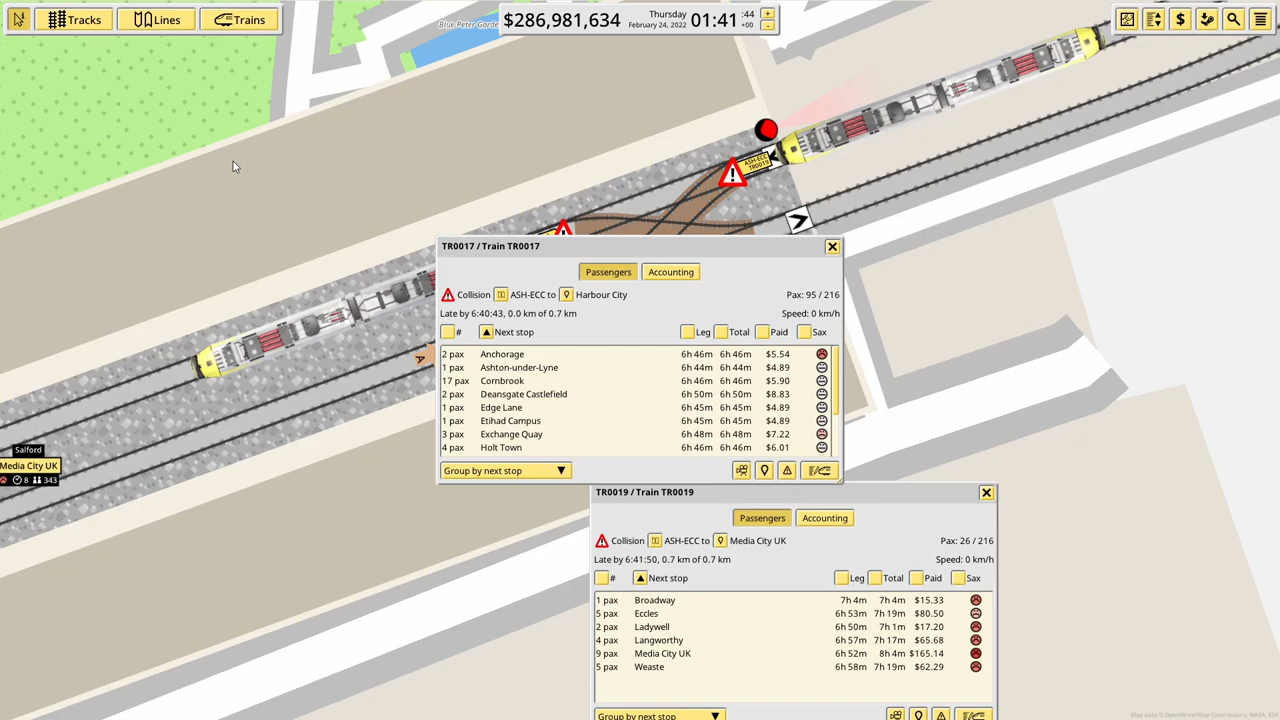 Tracks
Lines
Trains
$286,981,634
Thursday
February 24, 2022
01:41
:44
+00
+
-
$
Blue Peter Garde
ASH-ECC
TR0019
Salford
Media City UK
8 343
TR0017 / Train TR0017
Passengers
Accounting
Collision ASH-ECC to Harbour City Pax: 95 / 216
Late by 6:40:43, 0.0 km of 0.7 km Speed: 0 km/h
# Next stop Leg Total Paid Sax
2 pax Anchorage 6h 46m 6h 46m $5.54
1 pax Ashton-under-Lyne 6h 44m 6h 44m $4.89
17 pax Cornbrook 6h 46m 6h 46m $5.90
2 pax Deansgate Castlefield 6h 50m 6h 50m $8.83
1 pax Edge Lane 6h 45m 6h 45m $4.89
1 pax Etihad Campus 6h 45m 6h 45m $4.89
3 pax Exchange Quay 6h 48m 6h 48m $7.22
4 pax Holt Town 6h 46m 6h 46m $6.01
Group by next stop
TR0019 / Train TR0019
Passengers
Accounting
Collision ASH-ECC to Media City UK Pax: 26 / 216
Late by 6:41:50, 0.7 km of 0.7 km Speed: 0 km/h
# Next stop Leg Total Paid Sax
1 pax Broadway 7h 4m 7h 4m $15.33
5 pax Eccles 6h 53m 7h 19m $80.50
2 pax Ladywell 6h 50m 7h 1m $17.20
4 pax Langworthy 6h 57m 7h 17m $65.68
9 pax Media City UK 6h 52m 8h 4m $165.14
5 pax Weaste 6h 58m 7h 19m $62.29
Group by next stop
Map data © OpenStreetMap Contributors, NASA, ESA